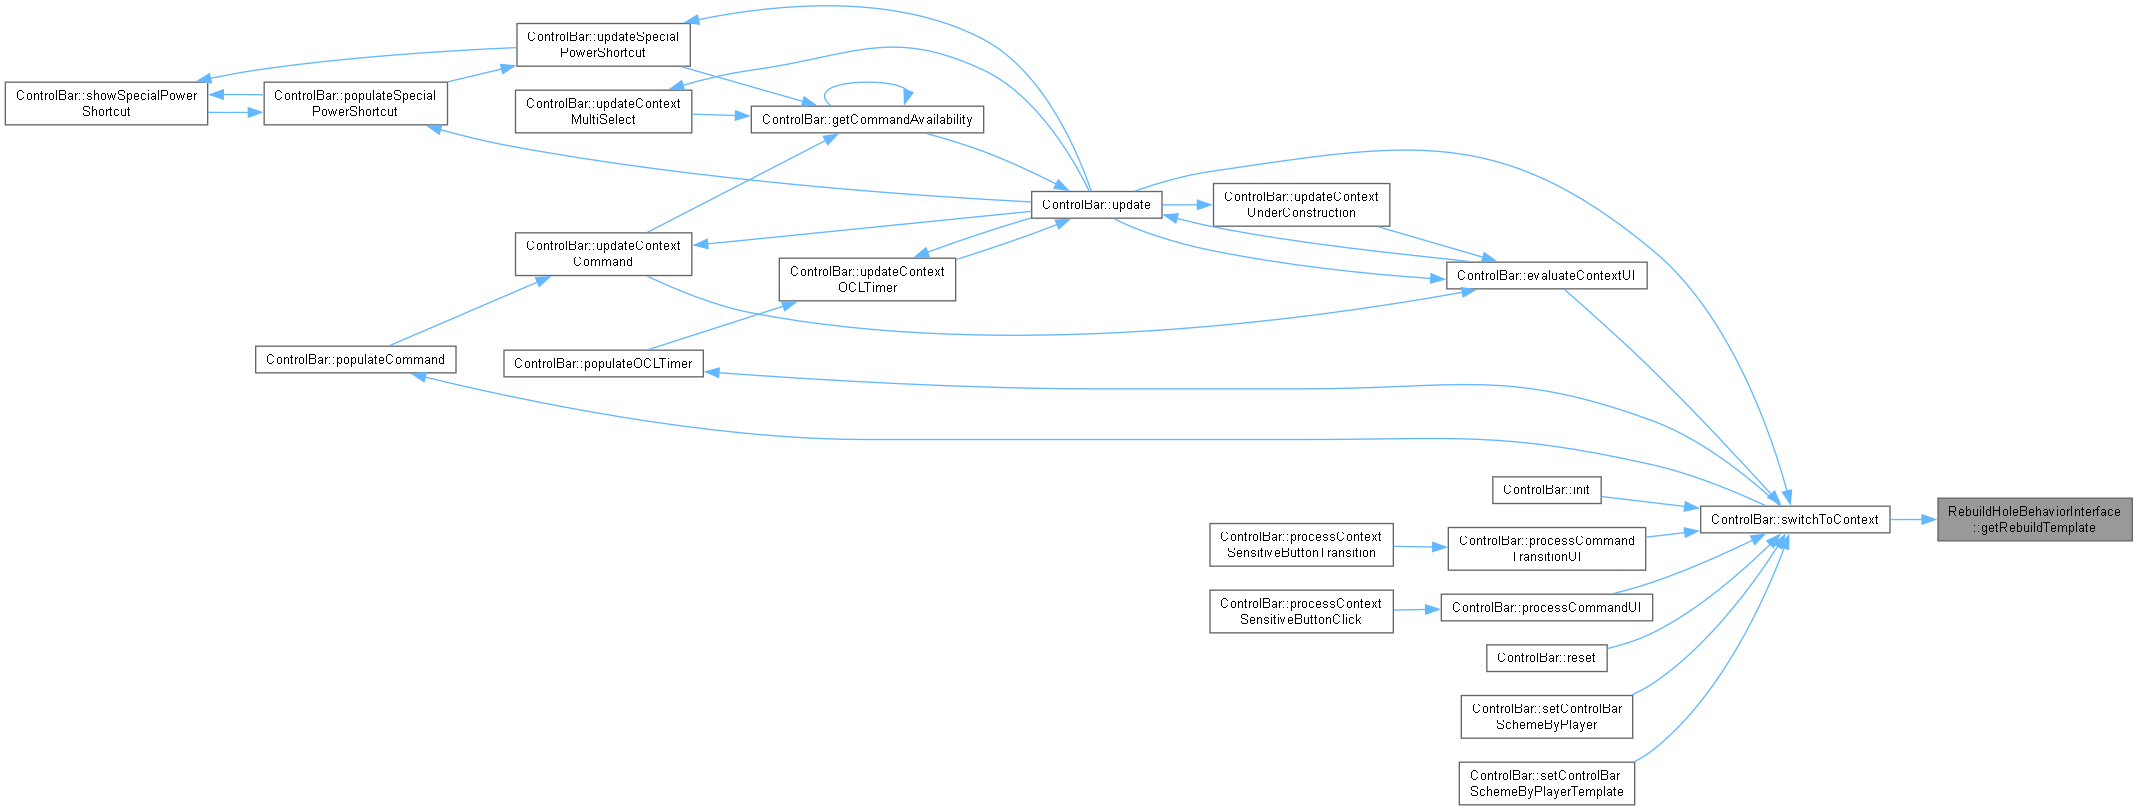 ControlBar::updateSpecial
PowerShortcut
ControlBar::showSpecialPower
Shortcut
ControlBar::populateSpecial
PowerShortcut
ControlBar::updateContext
MultiSelect
ControlBar::getCommandAvailability
ControlBar::update
ControlBar::updateContext
UnderConstruction
ControlBar::updateContext
Command
ControlBar::updateContext
OCLTimer
ControlBar::evaluateContextUI
ControlBar::populateCommand
ControlBar::populateOCLTimer
ControlBar::init
ControlBar::switchToContext
RebuildHoleBehaviorInterface
::getRebuildTemplate
ControlBar::processContext
SensitiveButtonTransition
ControlBar::processCommand
TransitionUI
ControlBar::processContext
SensitiveButtonClick
ControlBar::processCommandUI
ControlBar::reset
ControlBar::setControlBar
SchemeByPlayer
ControlBar::setControlBar
SchemeByPlayerTemplate